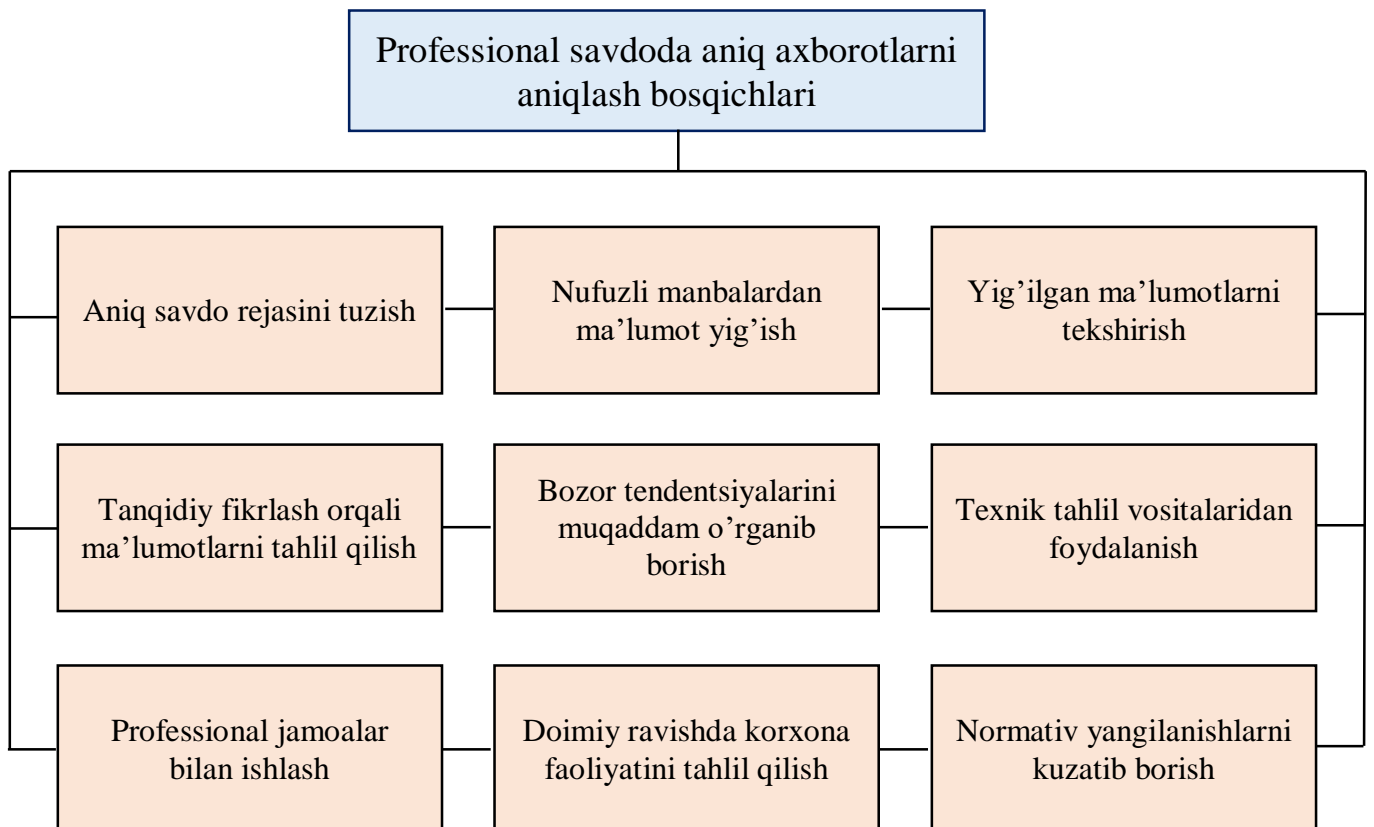 Professional savdoda aniq axborotlarni
aniqlash bosqichlari
Aniq savdo rejasini tuzish
Nufuzli manbalardan
ma’lumot yig’ish
Yig’ilgan ma’lumotlarni
tekshirish
Tanqidiy fikrlash orqali
ma’lumotlarni tahlil qilish
Bozor tendentsiyalarini
muqaddam o’rganib
borish
Texnik tahlil vositalaridan
foydalanish
Professional jamoalar
bilan ishlash
Doimiy ravishda korxona
faoliyatini tahlil qilish
Normativ yangilanishlarni
kuzatib borish